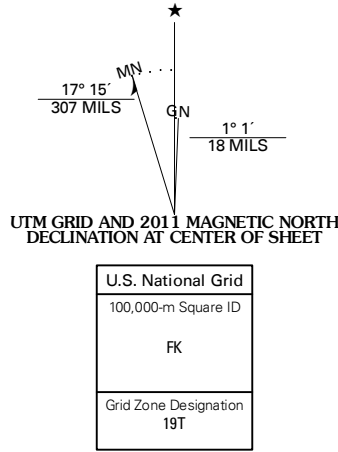 ★
MN
17° 15´
307 MILS
GN
1° 1´
18 MILS
UTM GRID AND 2011 MAGNETIC NORTH
DECLINATION AT CENTER OF SHEET
U.S. National Grid
100,000-m Square ID
FK
Grid Zone Designation
19T